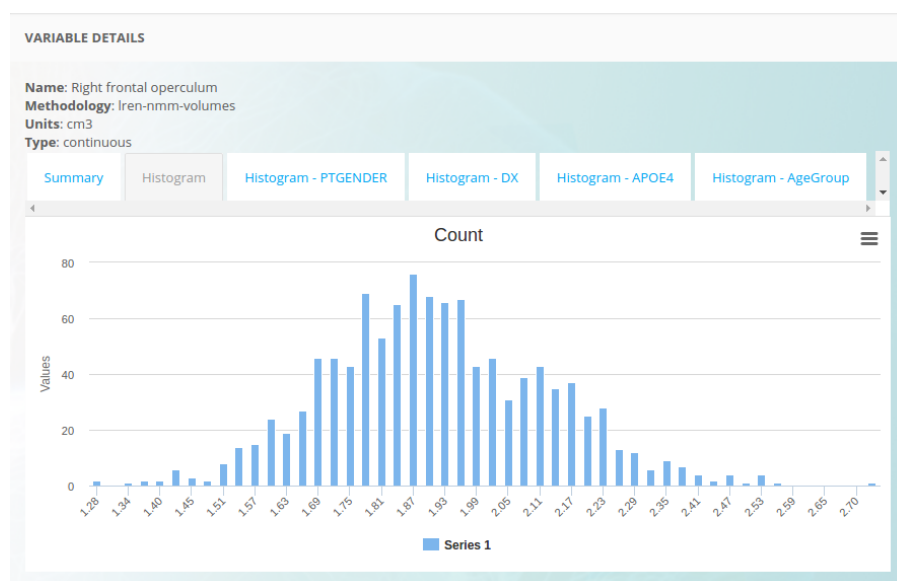 VARIABLE DETAILS
Name: Right frontal operculum
Methodology: lren-nmm-volumes
Units: cm3
Type: continuous
Summary Histogram Histogram - PTGENDER Histogram - DX Histogram - APOE4 Histogram - AgeGroup
Count
Values
80
60
40
20
0
1.28 1.34 1.40 1.45 1.51 1.57 1.63 1.69 1.75 1.81 1.87 1.93 1.99 2.05 2.11 2.17 2.23 2.29 2.35 2.41 2.47 2.53 2.59 2.65 2.70
Series 1